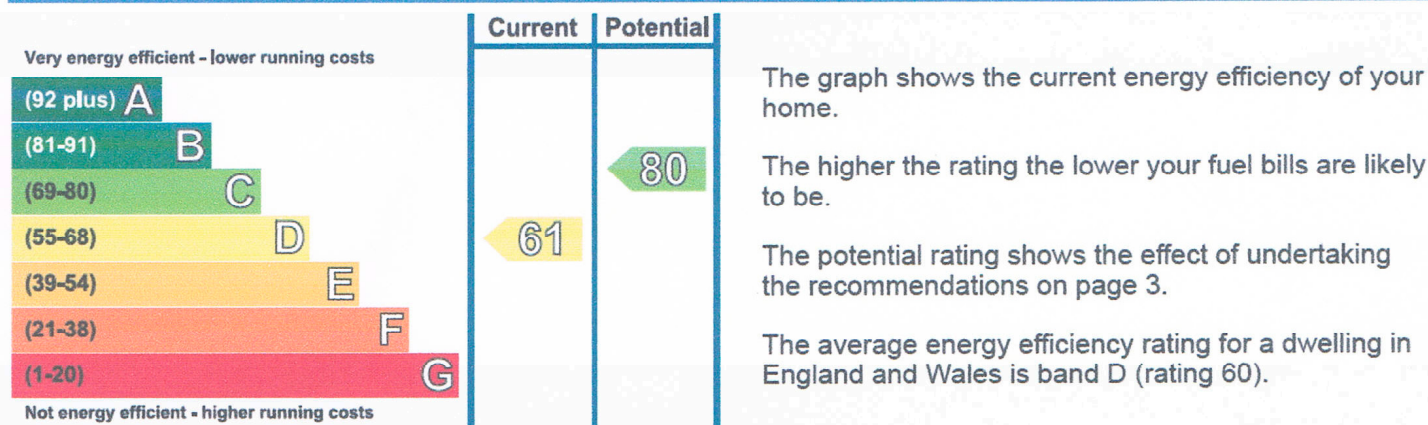 Current Potential
Very energy efficient - lower running costs
(92 plus) A
(81-91) B
(69-80) C
(55-68) D
(39-54) E
(21-38) F
(1-20) G
Not energy efficient - higher running costs
61
80
The graph shows the current energy efficiency of your
home.
The higher the rating the lower your fuel bills are likely
to be.
The potential rating shows the effect of undertaking
the recommendations on page 3.
The average energy efficiency rating for a dwelling in
England and Wales is band D (rating 60).